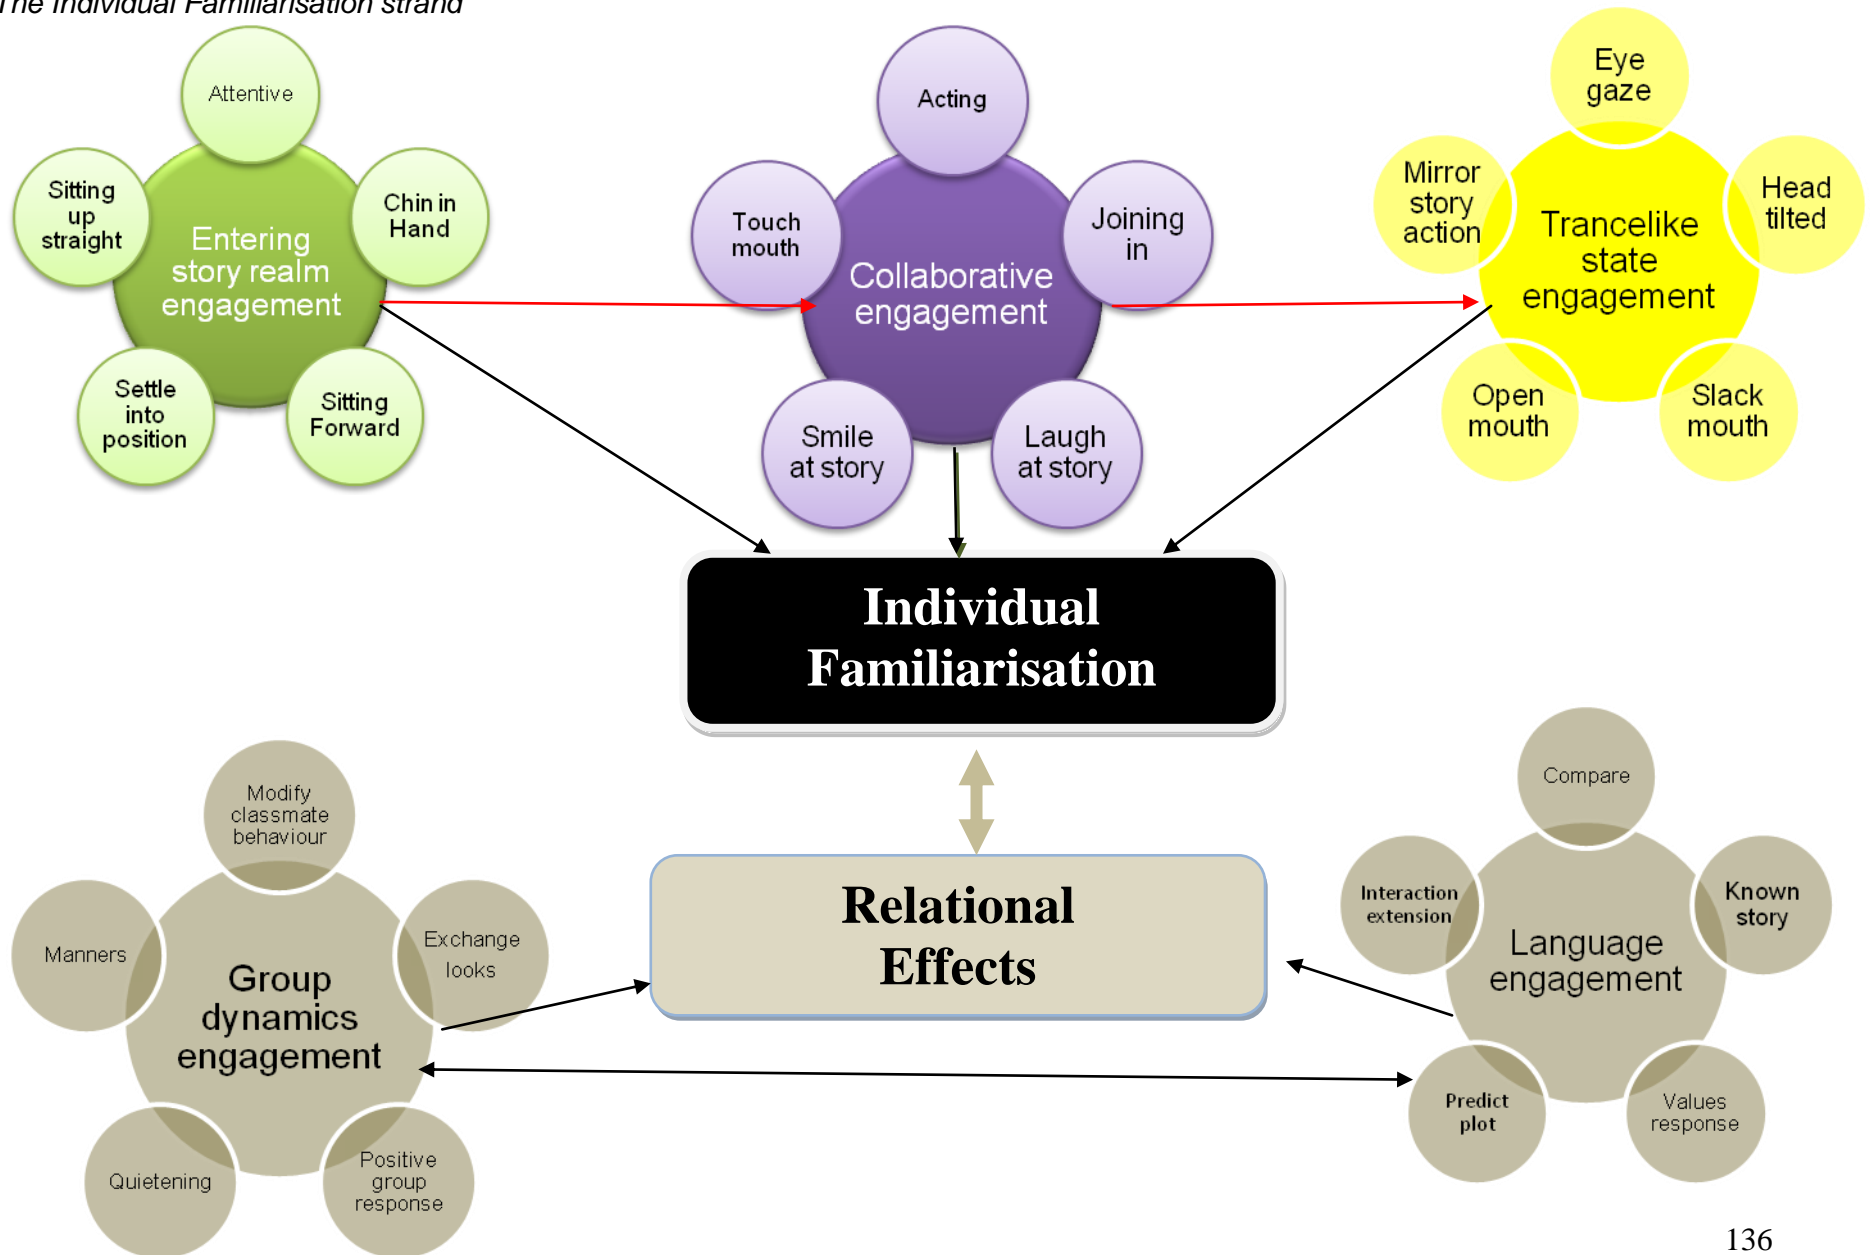 The Individual Familiarisation strand
Attentive
Sitting
up
straight
Chin in
Hand
Entering
story realm
engagement
Settle
into
position
Sitting
Forward
Acting
Touch
mouth
Joining
in
Collaborative
engagement
Smile
at story
Laugh
at story
Eye
gaze
Mirror
story
action
Head
tilted
Trancelike
state
engagement
Open
mouth
Slack
mouth
Individual
Familiarisation
Relational
Effects
Modify
classmate
behaviour
Manners
Exchange
looks
Group
dynamics
engagement
Quietening
Positive
group
response
Compare
Interaction
extension
Known
story
Language
engagement
Predict
plot
Values
response
136